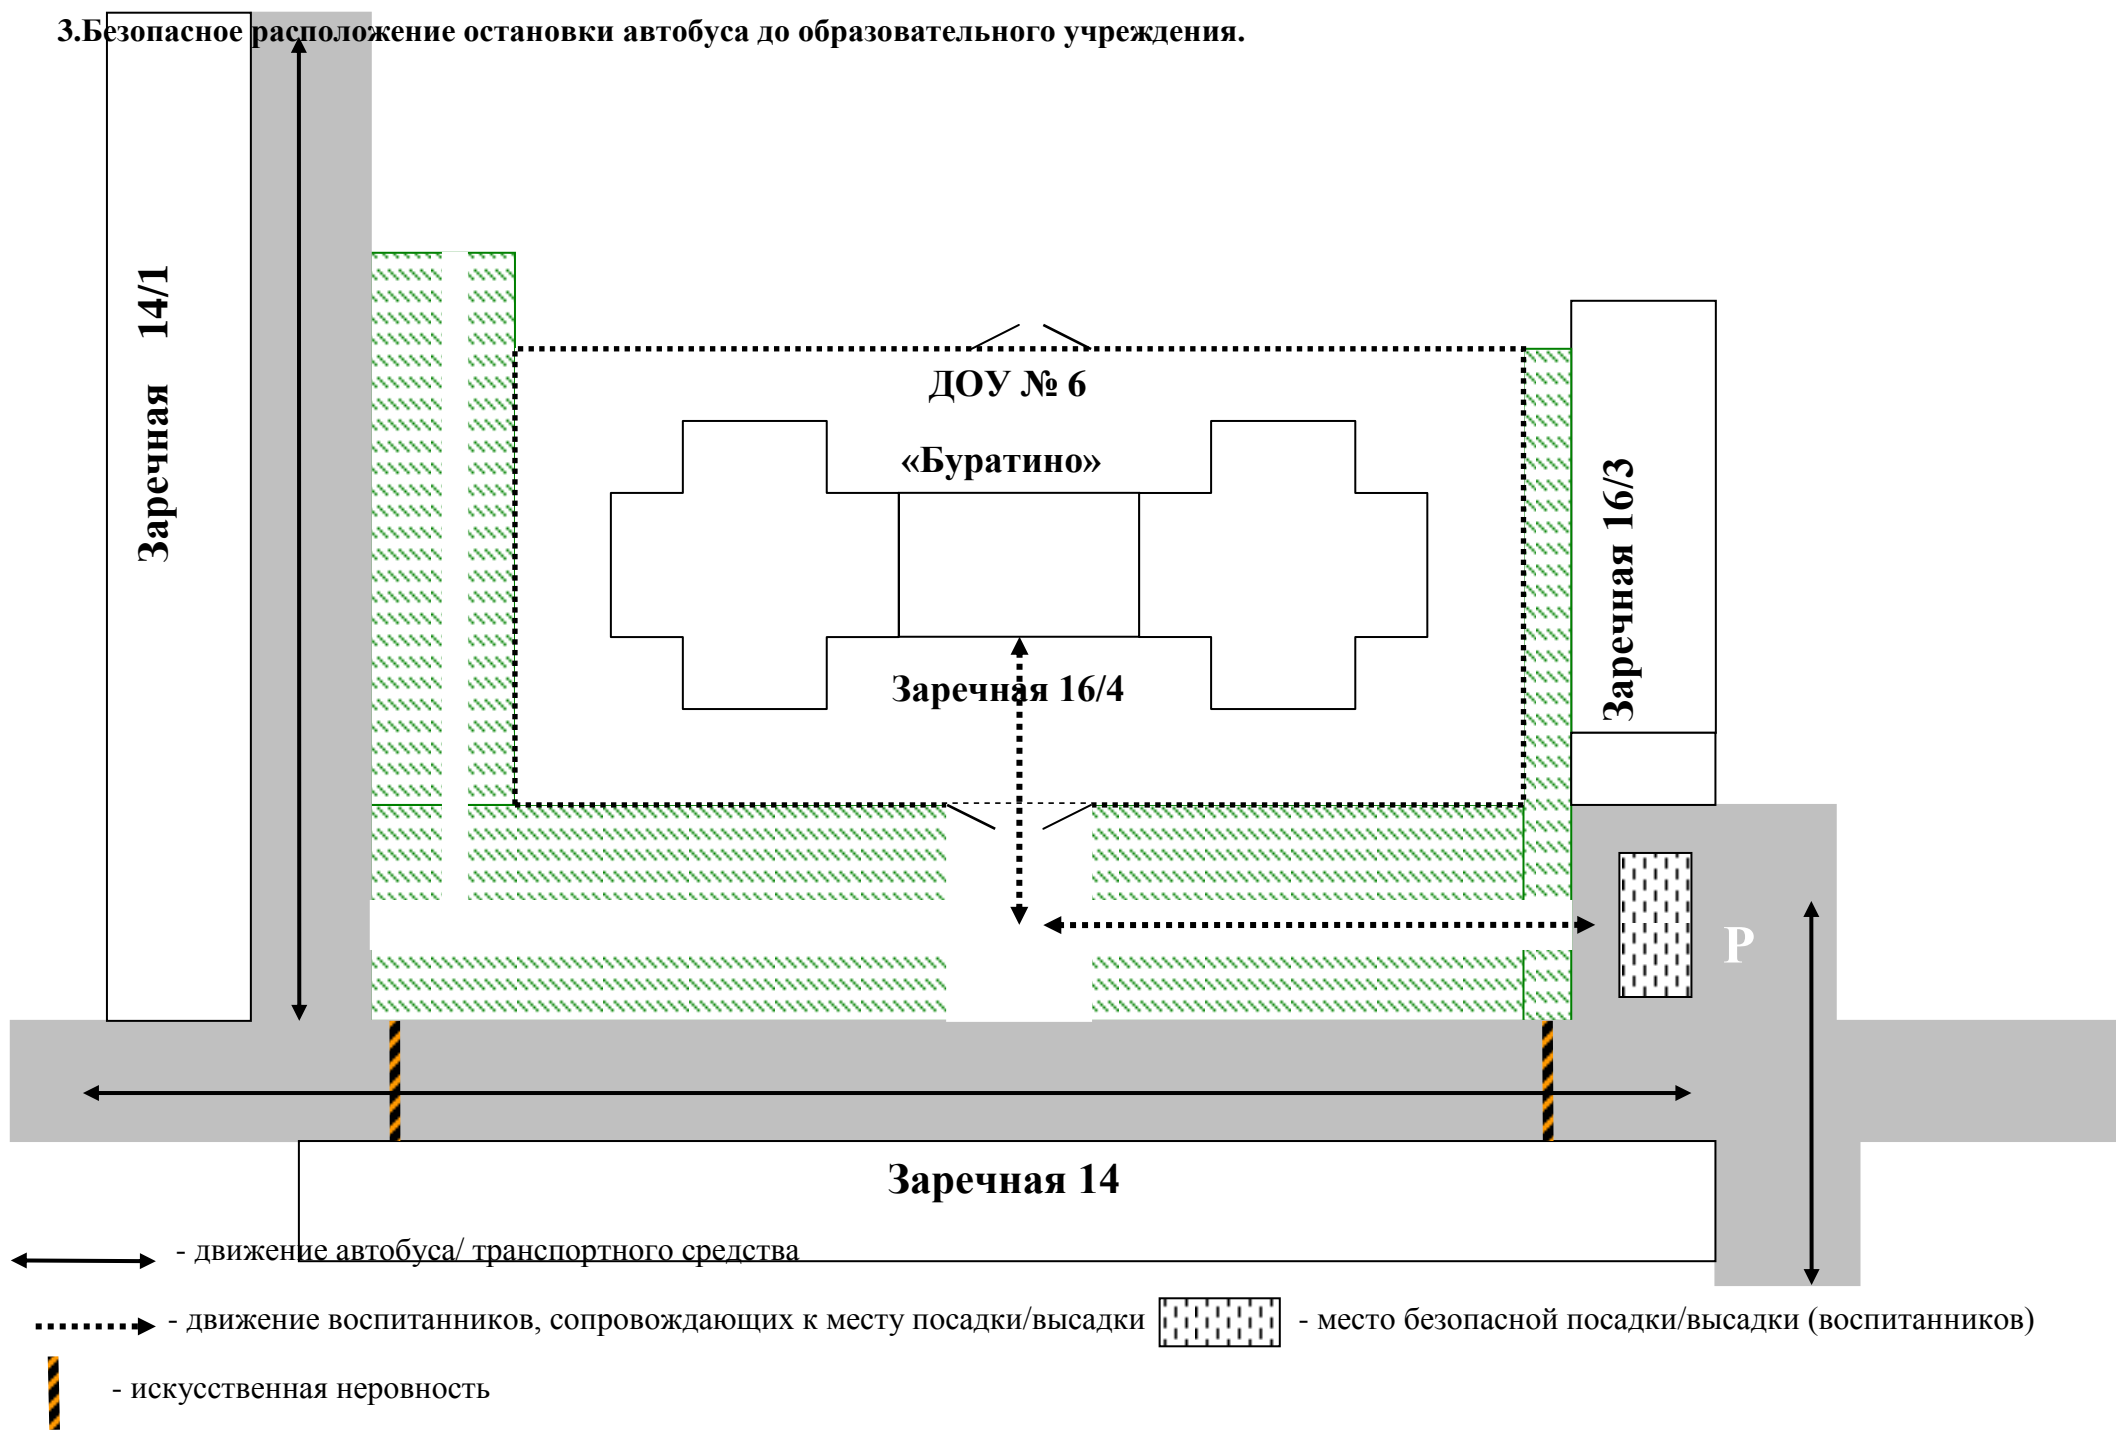 3.Безопасное расположение остановки автобуса до образовательного учреждения.
Заречная 14/1
ДОУ № 6
«Буратино»
Заречная 16/3
Заречная 16/4
Р
Заречная 14
- движение автобуса/ транспортного средства
- движение воспитанников, сопровождающих к месту посадки/высадки
- место безопасной посадки/высадки (воспитанников)
- искусственная неровность